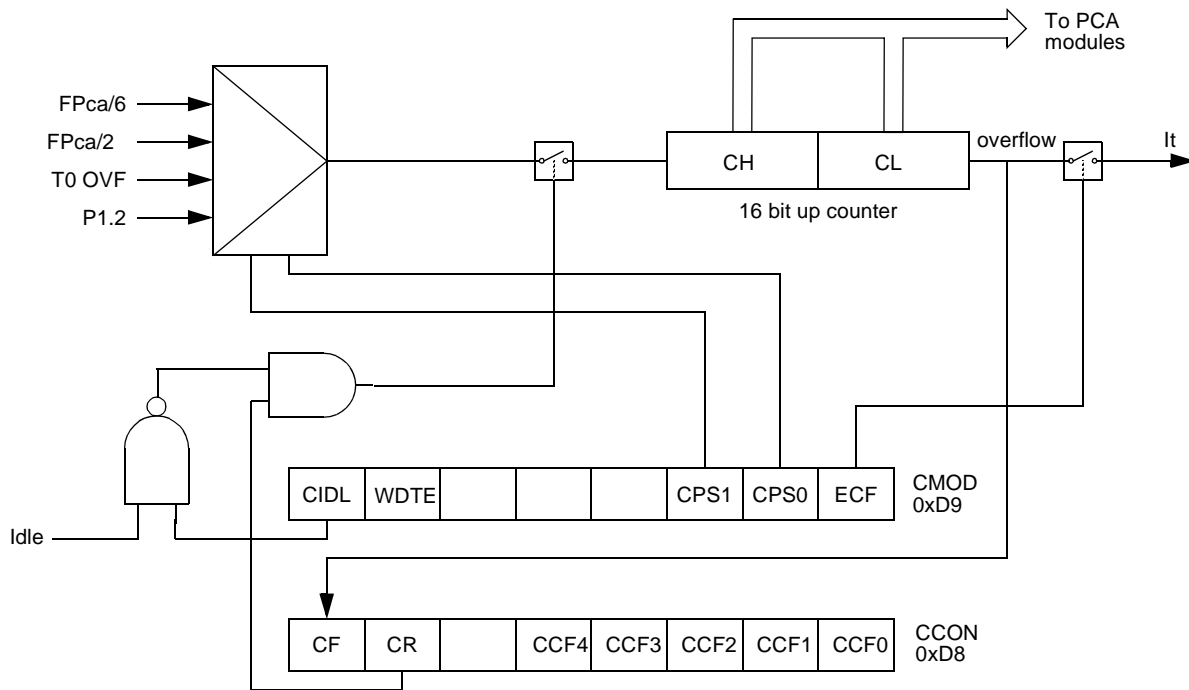 To PCA
modules
FPca/6
FPca/2
T0 OVF
P1.2
CH
CL
overflow
It
16 bit up counter
CIDL
WDTE
CPS1
CPS0
ECF
CMOD
0xD9
Idle
CF
CR
CCF4
CCF3
CCF2
CCF1
CCF0
CCON
0xD8